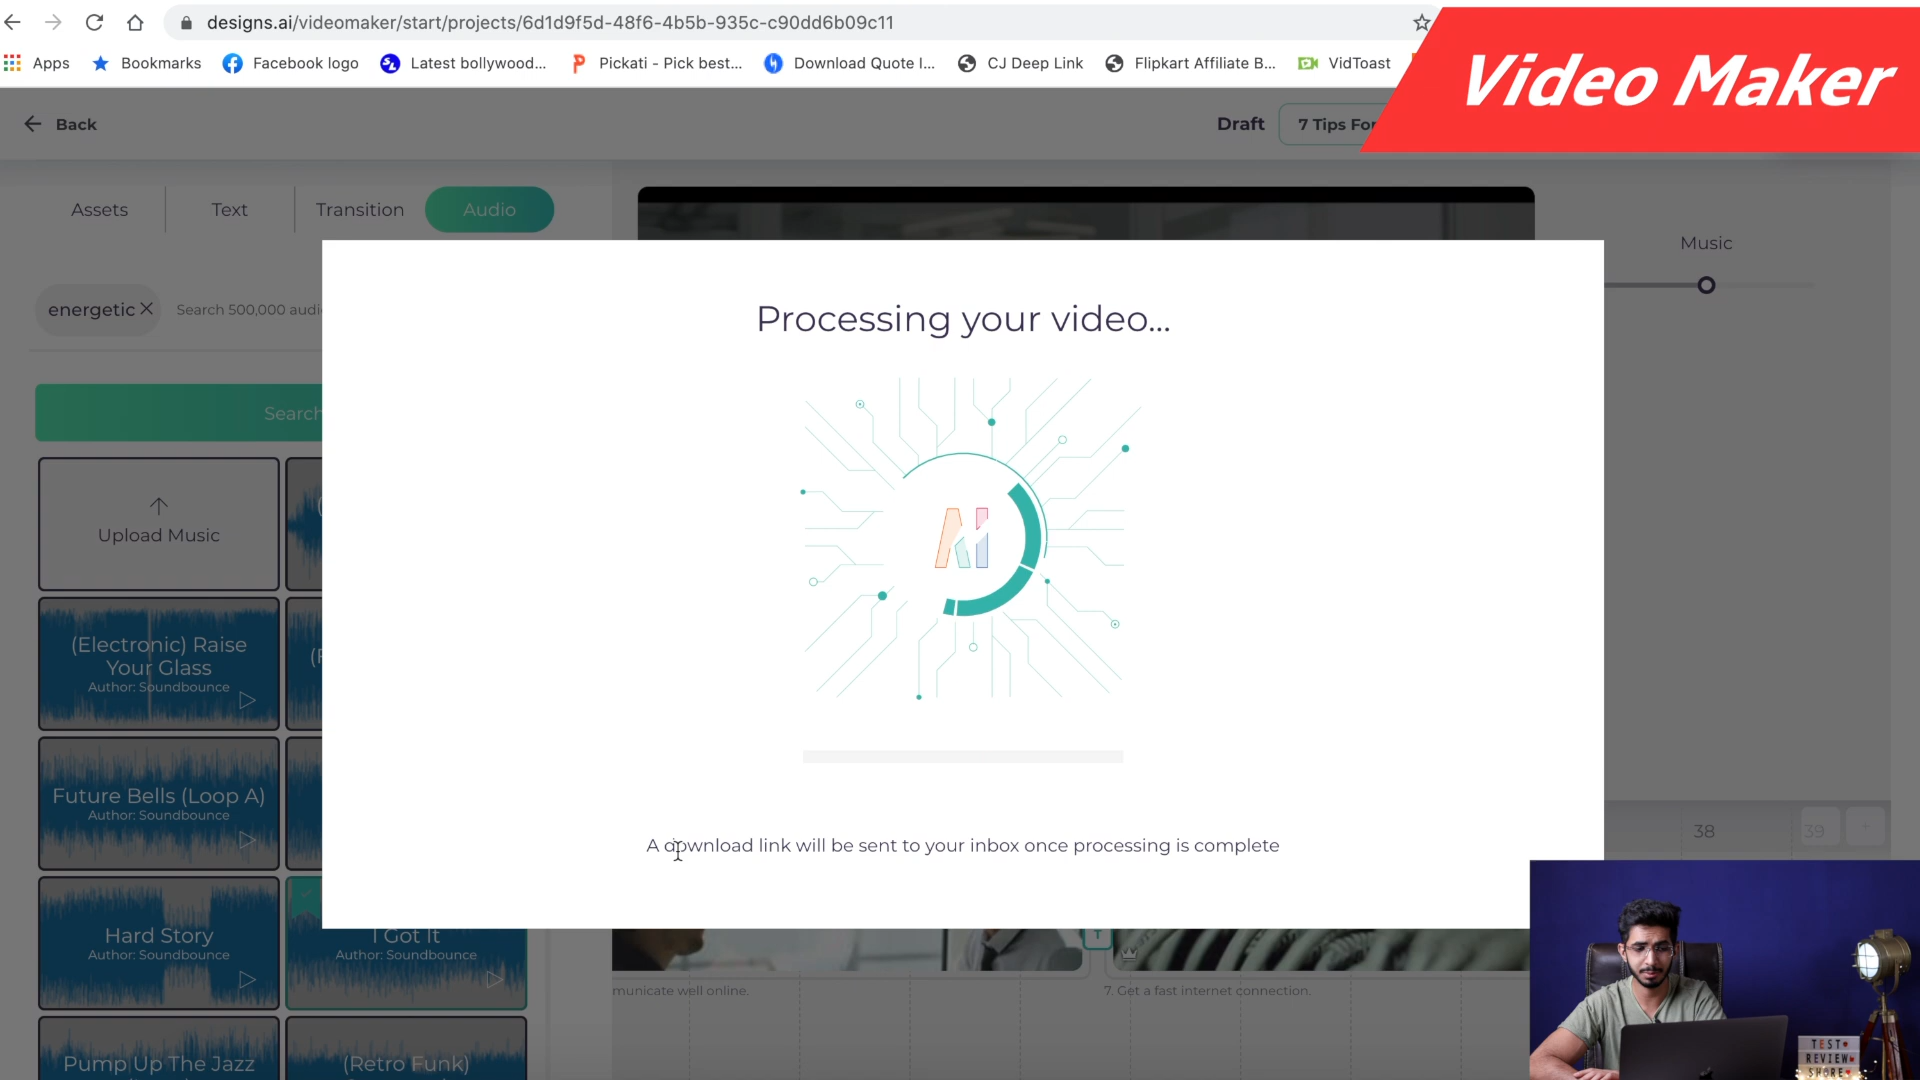 designs.ai/videomaker/start/projects/6d1d9f5d-48f6-4b5b-935c-c90dd6b09c11
Apps Bookmarks Facebook logo Latest bollywood... Pickati - Pick best... Download Quote I... CJ Deep Link Flipkart Affiliate B... VidToast
Video Maker
Back
Draft
7 Tips For
Assets
Text
Transition
Audio
Music
energetic
Search 500,000 audi
Search
Processing your video...
AI
Upload Music
(Electronic) Raise
Your Glass
Author: Soundbounce
Future Bells (Loop A)
Author: Soundbounce
A download link will be sent to your inbox once processing is complete
38
39
Hard Story
Author: Soundbounce
I Got It
Author: Soundbounce
T
municate well online.
7. Get a fast internet connection.
Pump Up The Jazz
(Retro Funk)
TEST
REVIEW
SHARE